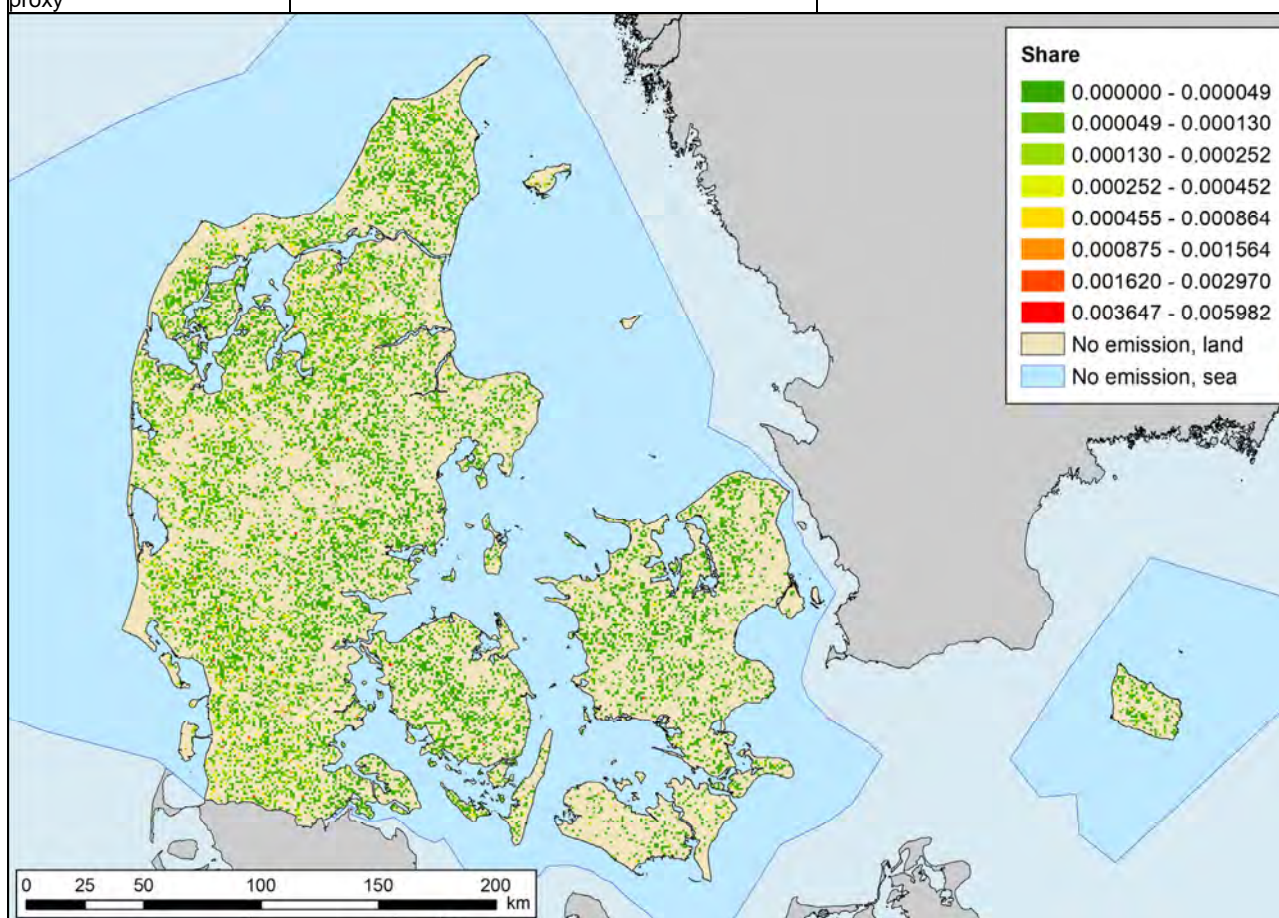 proxy
Share
0.000000 - 0.000049
0.000049 - 0.000130
0.000130 - 0.000252
0.000252 - 0.000452
0.000455 - 0.000864
0.000875 - 0.001564
0.001620 - 0.002970
0.003647 - 0.005982
No emission, land
No emission, sea
0 25 50 100 150 200
km